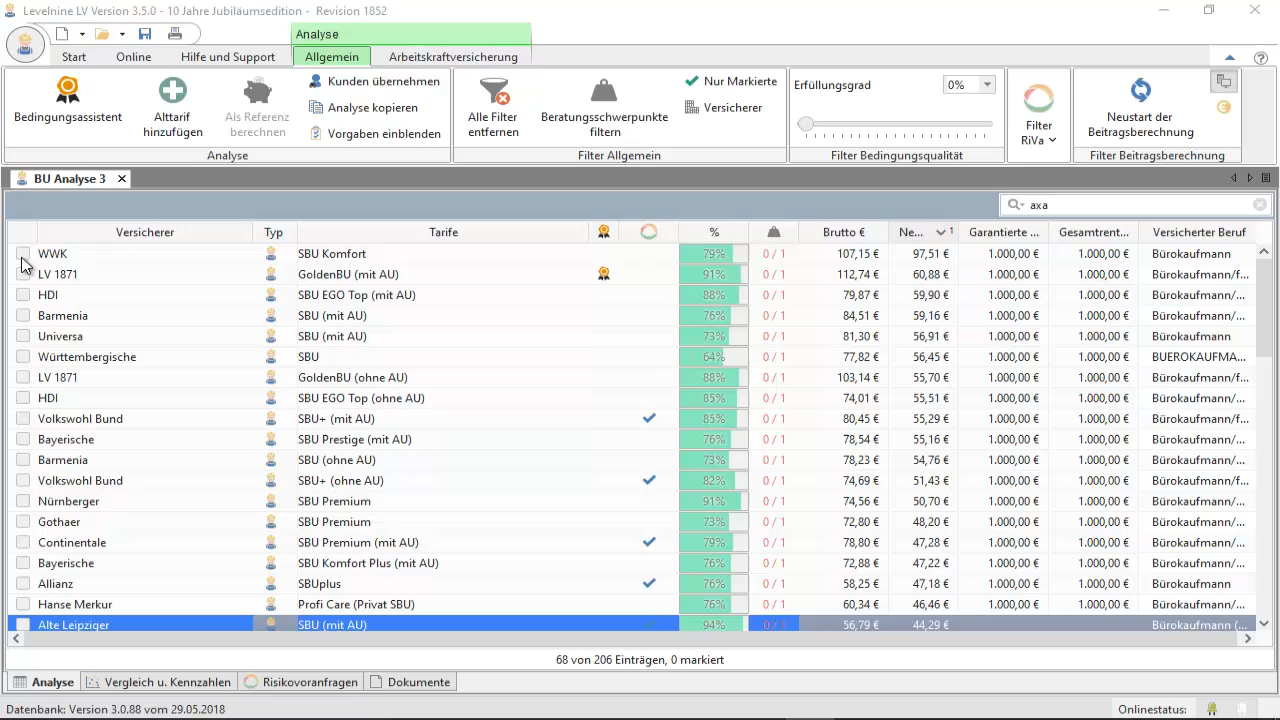 Levelnine LV Version 3.5.0 - 10 Jahre Jubiläumsedition - Revision 1852
Analyse
Start Online Hilfe und Support Allgemein Arbeitskraftversicherung
Bedingungsassistent
Alttarif hinzufügen
Als Referenz berechnen
Kunden übernehmen
Analyse kopieren
Vorgaben einblenden
Analyse
Alle Filter entfernen
Beratungsschwerpunkte filtern
Nur Markierte
Versicherer
Filter Allgemein
Erfüllungsgrad 0%
Filter Bedingungsqualität
Filter RiVa
Neustart der Beitragsberechnung
Filter Beitragsberechnung
BU Analyse 3
axa
Versicherer Typ Tarife % Brutto € Ne... 1 Garantierte ... Gesamtrent... Versicherter Beruf
WWK SBU Komfort 79% 0 / 1 107,15 € 97,51 € 1.000,00 € 1.000,00 € Bürokaufmann
LV 1871 GoldenBU (mit AU) 91% 0 / 1 112,74 € 60,88 € 1.000,00 € 1.000,00 € Bürokaufmann/f...
HDI SBU EGO Top (mit AU) 88% 0 / 1 79,87 € 59,90 € 1.000,00 € 1.000,00 € Bürokaufmann/...
Barmenia SBU (mit AU) 76% 0 / 1 84,51 € 59,16 € 1.000,00 € 1.000,00 € Bürokaufmann/...
Universa SBU (mit AU) 73% 0 / 1 81,30 € 56,91 € 1.000,00 € 1.000,00 € Bürokaufmann
Württembergische SBU 64% 0 / 1 77,82 € 56,45 € 1.000,00 € 1.000,00 € BUEROKAUFMA...
LV 1871 GoldenBU (ohne AU) 88% 0 / 1 103,14 € 55,70 € 1.000,00 € 1.000,00 € Bürokaufmann/f...
HDI SBU EGO Top (ohne AU) 85% 0 / 1 74,01 € 55,51 € 1.000,00 € 1.000,00 € Bürokaufmann/...
Volkswohl Bund SBU+ (mit AU) 85% 0 / 1 80,45 € 55,29 € 1.000,00 € 1.000,00 € Bürokaufmann/f...
Bayerische SBU Prestige (mit AU) 76% 0 / 1 78,54 € 55,16 € 1.000,00 € 1.000,00 € Bürokaufmann/...
Barmenia SBU (ohne AU) 73% 0 / 1 78,23 € 54,76 € 1.000,00 € 1.000,00 € Bürokaufmann/...
Volkswohl Bund SBU+ (ohne AU) 82% 0 / 1 74,69 € 51,43 € 1.000,00 € 1.000,00 € Bürokaufmann/f...
Nürnberger SBU Premium 91% 0 / 1 74,56 € 50,70 € 1.000,00 € 1.000,00 € Bürokaufmann/...
Gothaer SBU Premium 73% 0 / 1 72,80 € 48,20 € 1.000,00 € 1.000,00 € Bürokaufmann/...
Continentale SBU Premium (mit AU) 79% 0 / 1 78,80 € 47,28 € 1.000,00 € 1.000,00 € Bürokaufmann/...
Bayerische SBU Komfort Plus (mit AU) 76% 0 / 1 72,88 € 47,22 € 1.000,00 € 1.000,00 € Bürokaufmann/...
Allianz SBUplus 76% 0 / 1 58,25 € 47,18 € 1.000,00 € 1.000,00 € Bürokaufmann
Hanse Merkur Profi Care (Privat SBU) 76% 0 / 1 60,34 € 46,46 € 1.000,00 € 1.000,00 € Bürokaufmann/...
Alte Leipziger SBU (mit AU) 94% 0 / 1 56,79 € 44,29 € Bürokaufmann (...
68 von 206 Einträgen, 0 markiert
Analyse Vergleich u. Kennzahlen Risikovoranfragen Dokumente
Datenbank: Version 3.0.88 vom 29.05.2018 Onlinestatus: